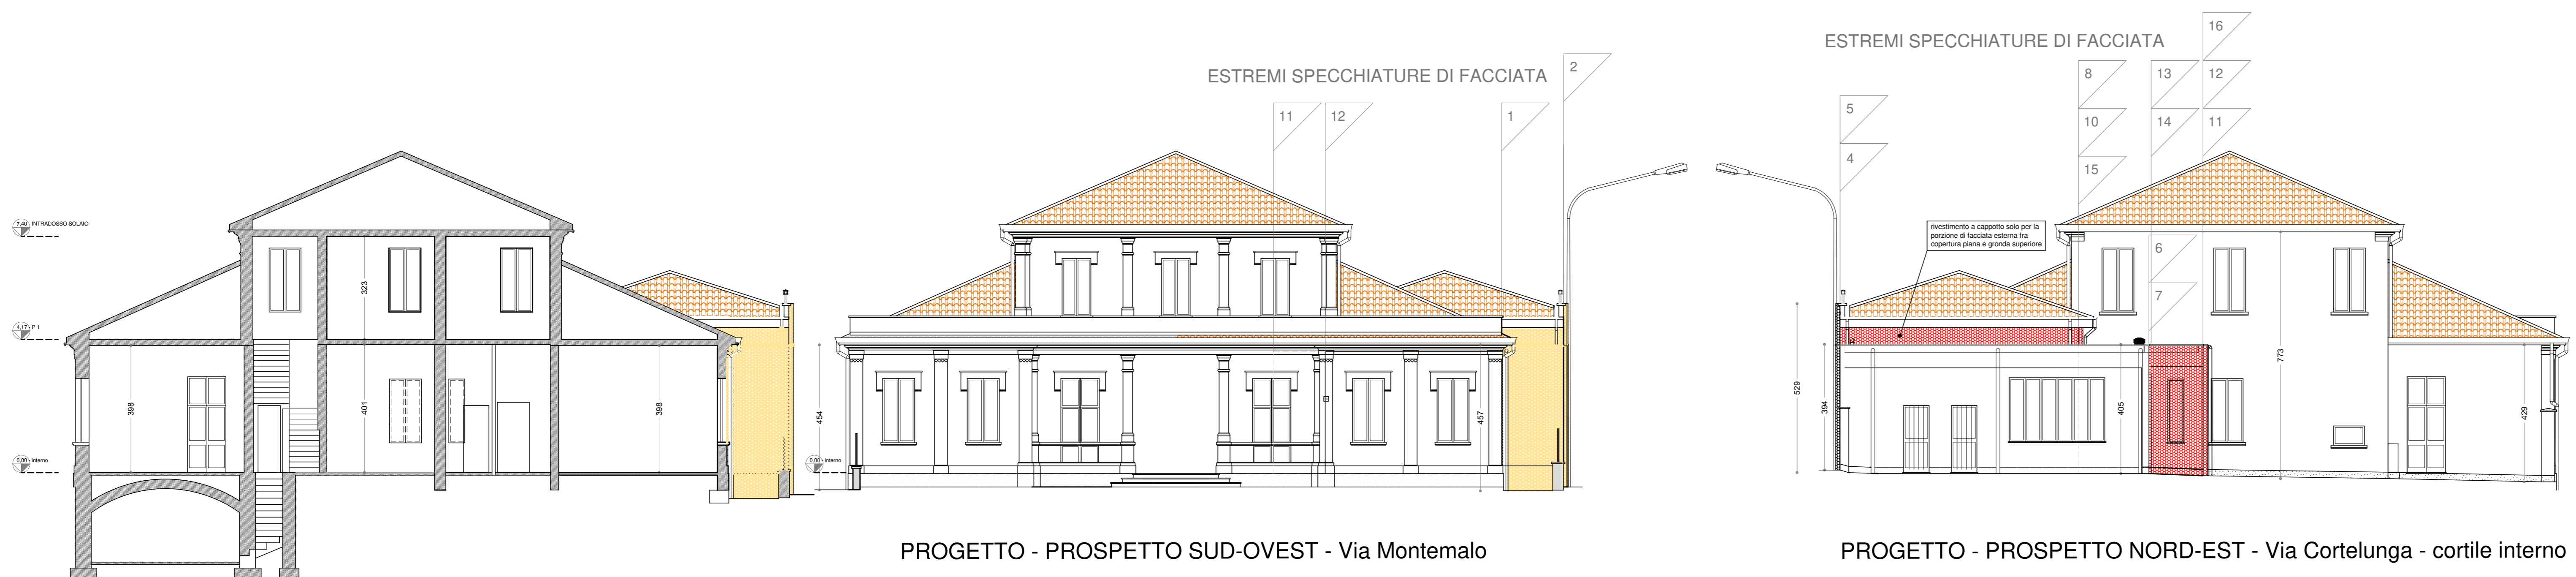 7.40 - INTRADOSSO SOLAIO
4.17 - P 1
0.00 - interno
323
398
401
398
ESTREMI SPECCHIATURE DI FACCIATA
2
11
12
1
454
0.00 - interno
457
PROGETTO - PROSPETTO SUD-OVEST - Via Montemalo
ESTREMI SPECCHIATURE DI FACCIATA
16
8
13
12
5
10
14
11
4
15
rivestimento a cappotto solo per la
porzione di facciata esterna fra
copertura piana e gronda superiore
6
7
529
394
405
773
429
PROGETTO - PROSPETTO NORD-EST - Via Cortelunga - cortile interno